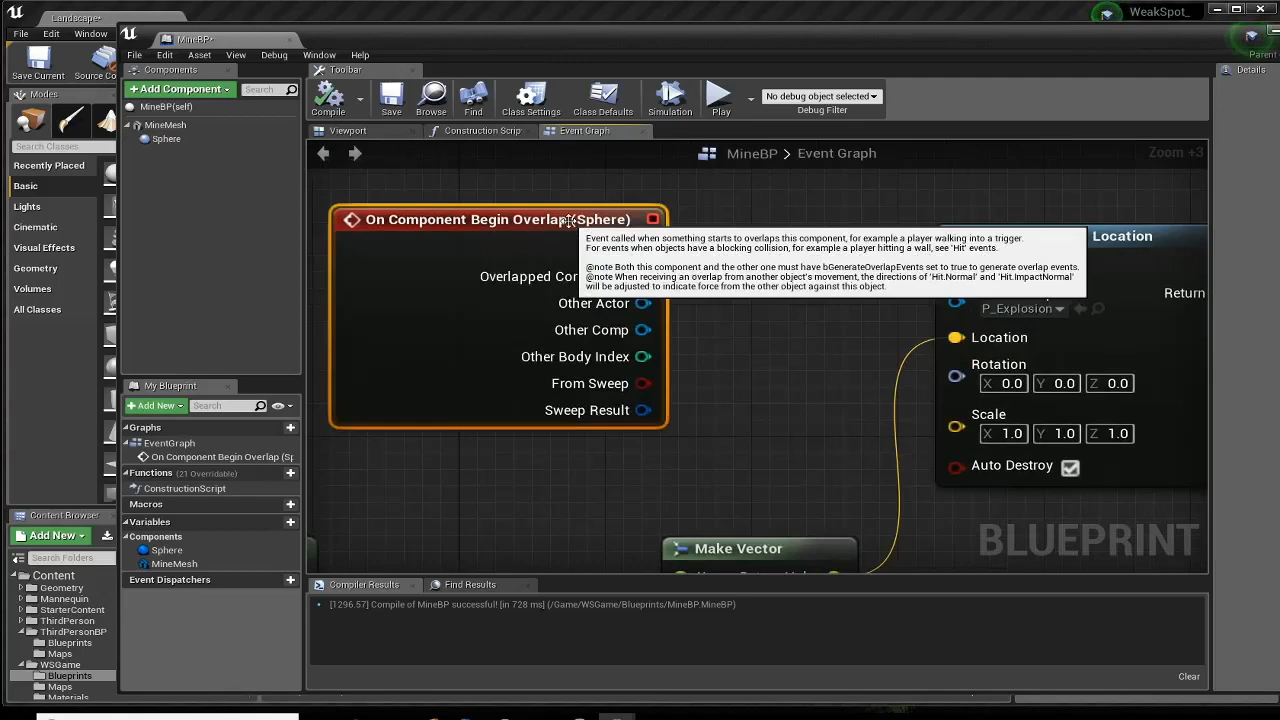 Landscape*
WeakSpot_
File Edit Window
MineBP*
Parent
File Edit Asset View Debug Window Help
Save Current
Source Co
Components
Toolbar
Details
+ Add Component
Search
Compile
Save
Browse
Find
Class Settings
Class Defaults
Simulation
Play
No debug object selected
Debug Filter
Modes
MineBP(self)
MineMesh
Sphere
Viewport
Construction Scrip
Event Graph
Search Classes
MineBP > Event Graph
Zoom +3
Recently Placed
Basic
Lights
Cinematic
Visual Effects
Geometry
Volumes
All Classes
On Component Begin Overlap (Sphere)
Event called when something starts to overlaps this component, for example a player walking into a trigger.
For events when objects have a blocking collision, for example a player hitting a wall, see 'Hit' events.
@note Both this component and the other one must have bGenerateOverlapEvents set to true to generate overlap events.
@note When receiving an overlap from another object's movement, the directions of 'Hit.Normal' and 'Hit.ImpactNormal'
will be adjusted to indicate force from the other object against this object.
Overlapped Co
Other Actor
Other Comp
Other Body Index
From Sweep
Sweep Result
Location
Return
P_Explosion
Location
Rotation
X 0.0 Y 0.0 Z 0.0
Scale
X 1.0 Y 1.0 Z 1.0
Auto Destroy
Make Vector
BLUEPRINT
My Blueprint
+ Add New
Search
Graphs
EventGraph
On Component Begin Overlap (Sp
Functions (21 Overridable)
ConstructionScript
Macros
Variables
Components
Sphere
MineMesh
Event Dispatchers
Content Browser
Add New
Search Folders
Content
Geometry
Mannequin
StarterContent
ThirdPerson
ThirdPersonBP
Blueprints
Maps
WSGame
Blueprints
Maps
Materials
Compiler Results
Find Results
[1296.57] Compile of MineBP successful! [in 728 ms] (/Game/WSGame/Blueprints/MineBP.MineBP)
Clear